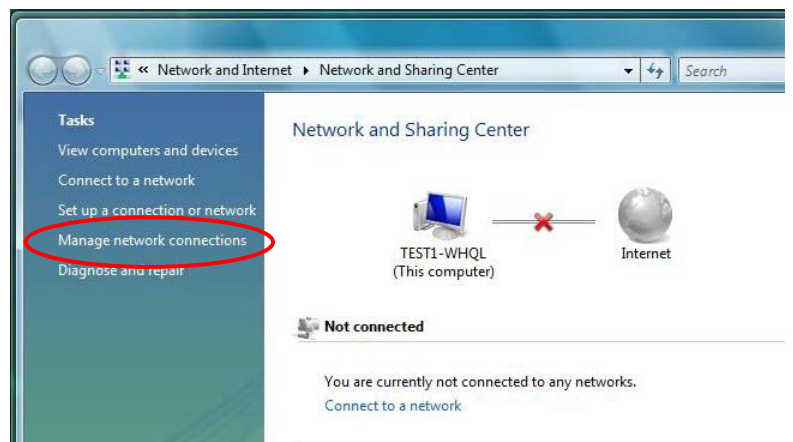 « Network and Internet ▸ Network and Sharing Center
Search
Tasks
View computers and devices
Connect to a network
Set up a connection or network
Manage network connections
Diagnose and repair
Network and Sharing Center
TEST1-WHQL
(This computer)
Internet
Not connected
You are currently not connected to any networks.
Connect to a network